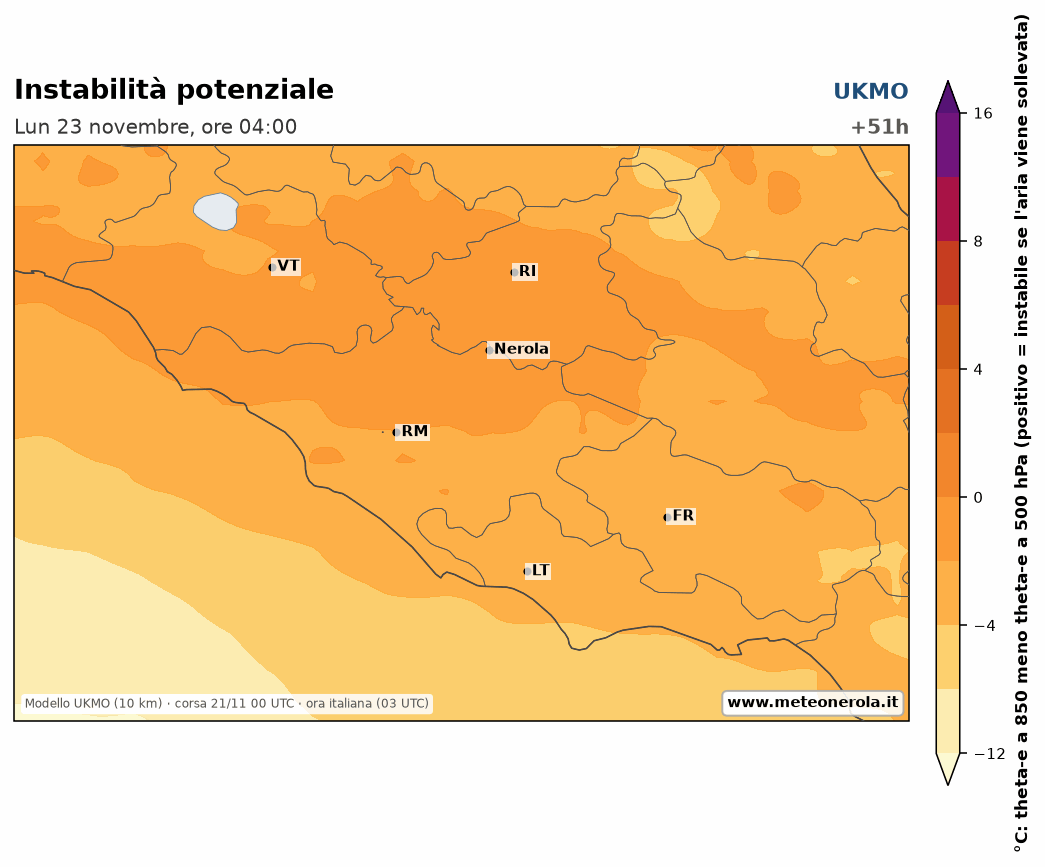 Instabilità potenziale
UKMO
Lun 23 novembre, ore 04:00
+51h
VT
RI
Nerola
RM
FR
LT
Modello UKMO (10 km) · corsa 21/11 00 UTC · ora italiana (03 UTC)
www.meteonerola.it
16
8
4
0
−4
−12
°C: theta-e a 850 meno theta-e a 500 hPa (positivo = instabile se l'aria viene sollevata)